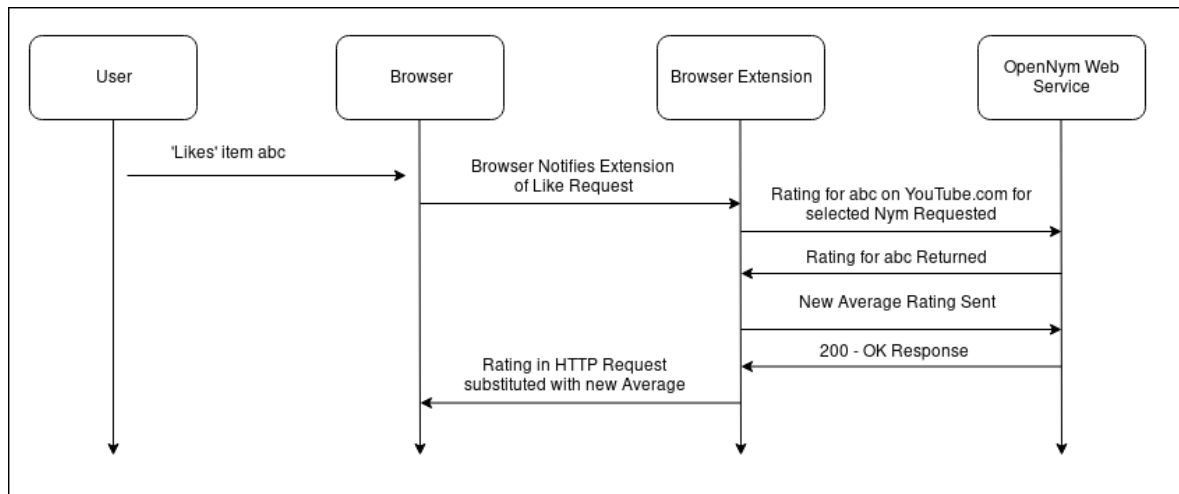 User
Browser
Browser Extension
OpenNym Web
Service
'Likes' item abc
Browser Notifies Extension
of Like Request
Rating for abc on YouTube.com for
selected Nym Requested
Rating for abc Returned
New Average Rating Sent
200 - OK Response
Rating in HTTP Request
substituted with new Average